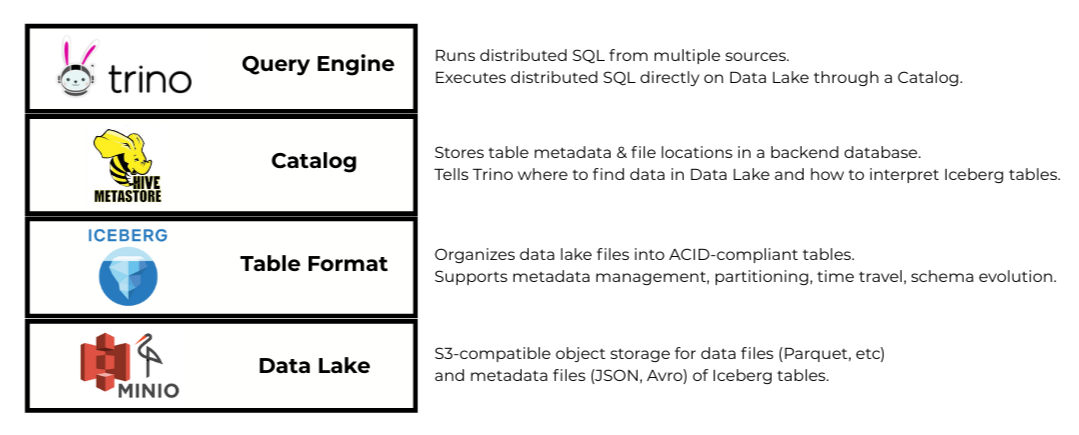 trino
Query Engine
Runs distributed SQL from multiple sources.
Executes distributed SQL directly on Data Lake through a Catalog.
HIVE
METASTORE
Catalog
Stores table metadata & file locations in a backend database.
Tells Trino where to find data in Data Lake and how to interpret Iceberg tables.
ICEBERG
Table Format
Organizes data lake files into ACID-compliant tables.
Supports metadata management, partitioning, time travel, schema evolution.
MINIO
Data Lake
S3-compatible object storage for data files (Parquet, etc)
and metadata files (JSON, Avro) of Iceberg tables.